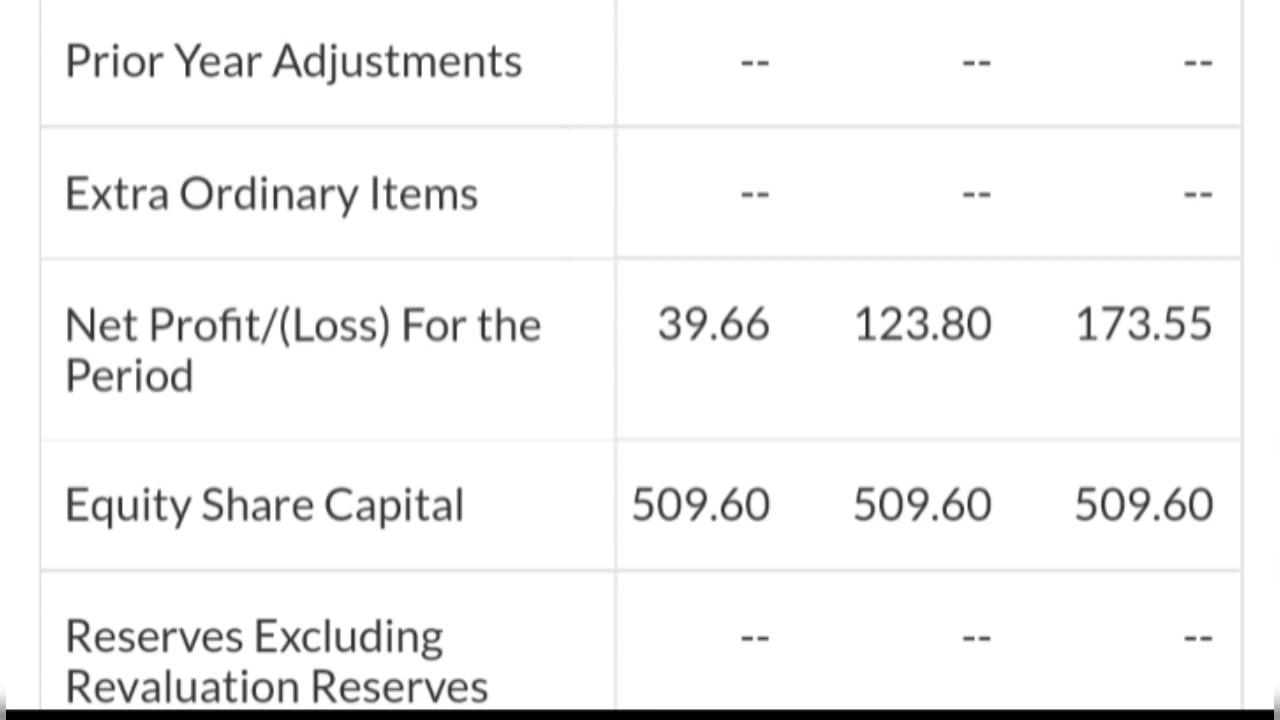 Prior Year Adjustments -- -- --
Extra Ordinary Items -- -- --
Net Profit/(Loss) For the 39.66 123.80 173.55
Period
Equity Share Capital 509.60 509.60 509.60
Reserves Excluding -- -- --
Revaluation Reserves